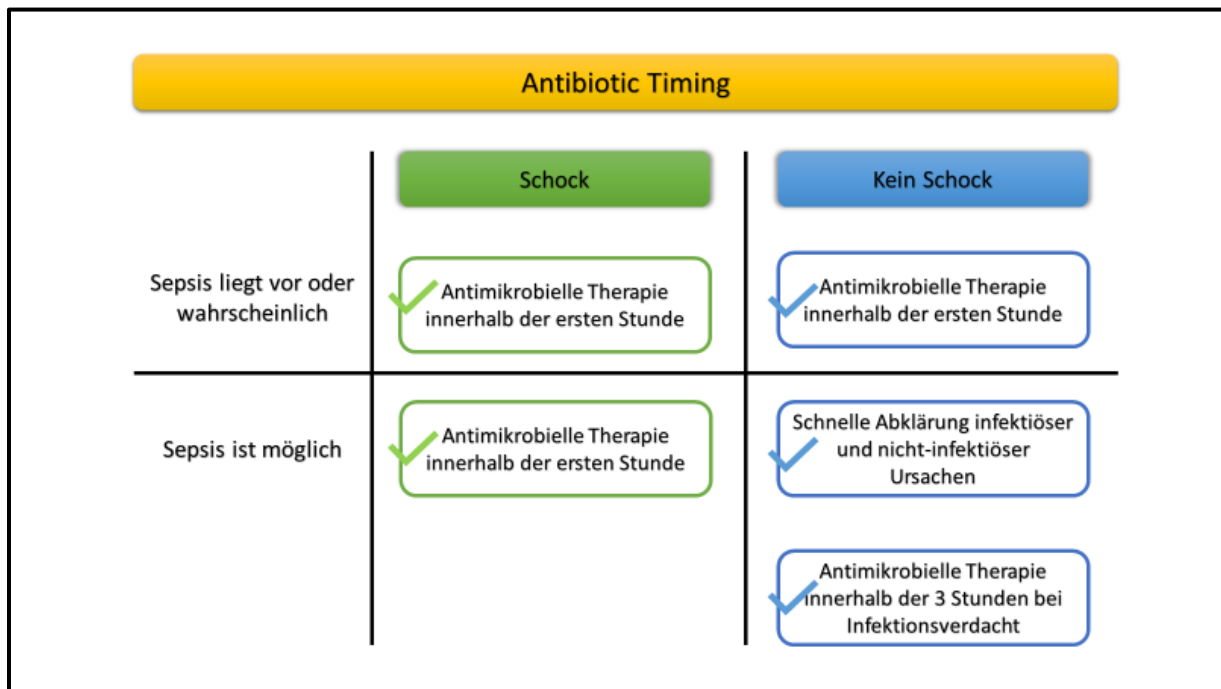 Antibiotic Timing
Schock
Kein Schock
Sepsis liegt vor oder
wahrscheinlich
Antimikrobielle Therapie
innerhalb der ersten Stunde
Antimikrobielle Therapie
innerhalb der ersten Stunde
Sepsis ist möglich
Antimikrobielle Therapie
innerhalb der ersten Stunde
Schnelle Abklärung infektiöser
und nicht-infektiöser
Ursachen
Antimikrobielle Therapie
innerhalb der 3 Stunden bei
Infektionsverdacht